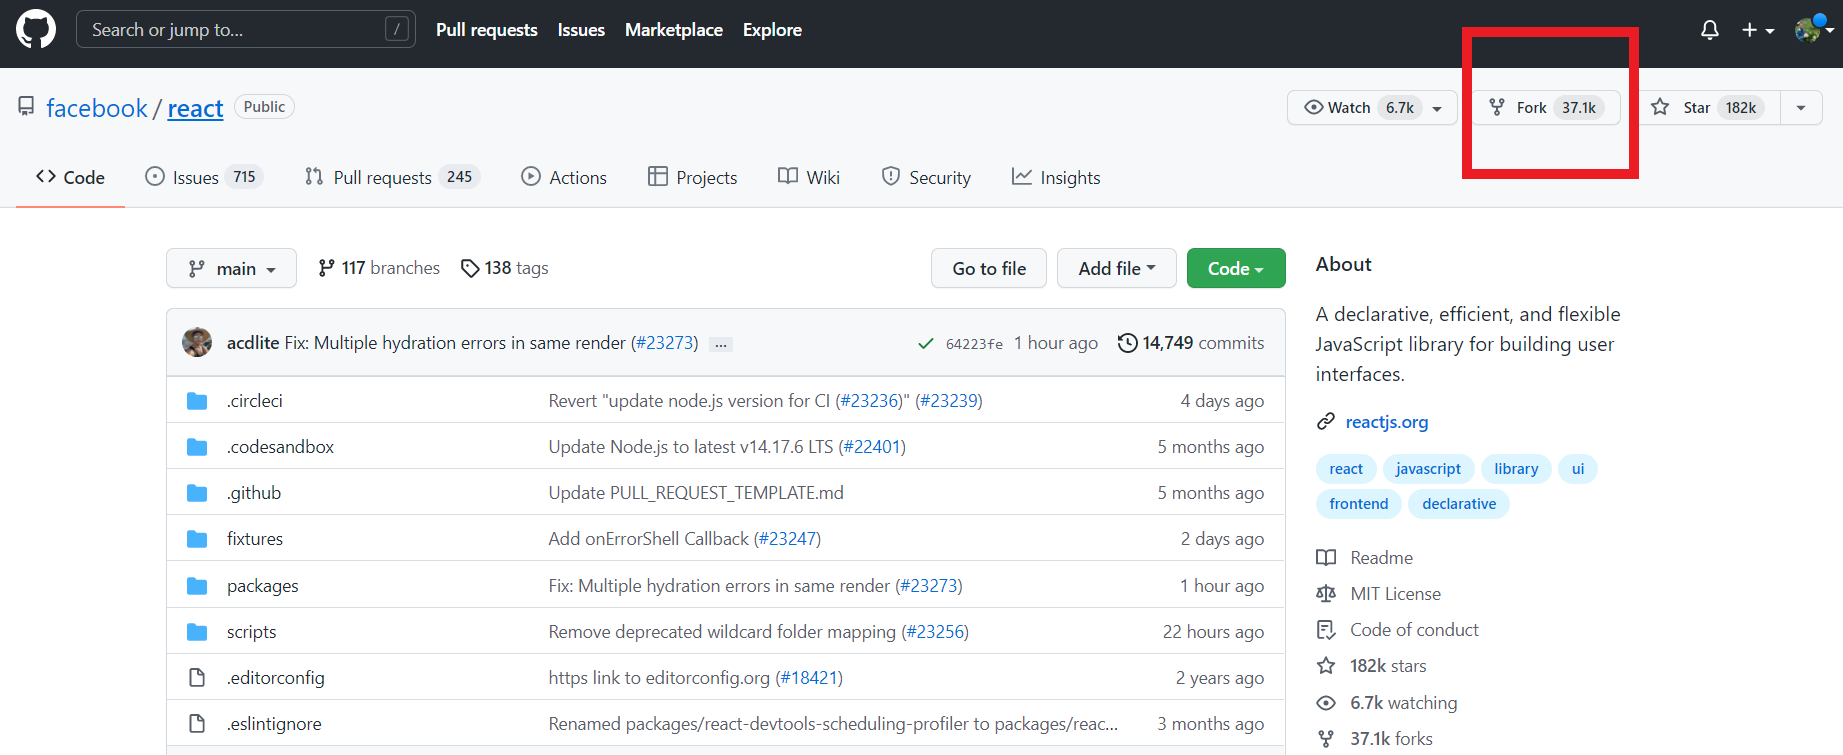 Search or jump to... /
Pull requests Issues Marketplace Explore
facebook / react Public
Watch 6.7k Fork 37.1k Star 182k
Code Issues 715 Pull requests 245 Actions Projects Wiki Security Insights
main 117 branches 138 tags Go to file Add file Code
acdlite Fix: Multiple hydration errors in same render (#23273) ... 64223fe 1 hour ago 14,749 commits
.circleci Revert "update node.js version for CI (#23236)" (#23239) 4 days ago
.codesandbox Update Node.js to latest v14.17.6 LTS (#22401) 5 months ago
.github Update PULL_REQUEST_TEMPLATE.md 5 months ago
fixtures Add onErrorShell Callback (#23247) 2 days ago
packages Fix: Multiple hydration errors in same render (#23273) 1 hour ago
scripts Remove deprecated wildcard folder mapping (#23256) 22 hours ago
.editorconfig https link to editorconfig.org (#18421) 2 years ago
.eslintignore Renamed packages/react-devtools-scheduling-profiler to packages/reac... 3 months ago
About
A declarative, efficient, and flexible
JavaScript library for building user
interfaces.
reactjs.org
react javascript library ui
frontend declarative
Readme
MIT License
Code of conduct
182k stars
6.7k watching
37.1k forks